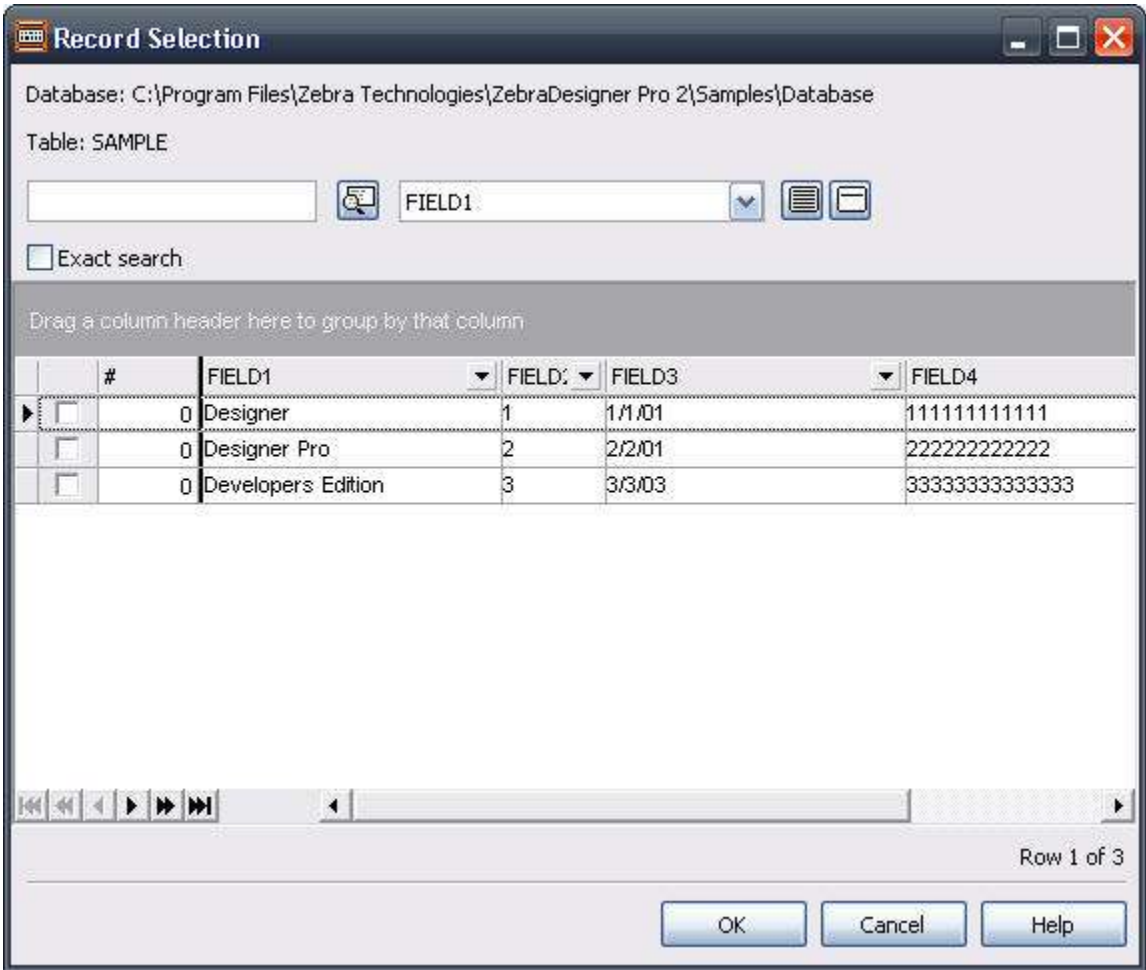 Record Selection
Database: C:\Program Files\Zebra Technologies\ZebraDesigner Pro 2\Samples\Database
Table: SAMPLE
FIELD1
Exact search
Drag a column header here to group by that column
# FIELD1 FIELD2 FIELD3 FIELD4
0 Designer 1 1/1/01 111111111111
0 Designer Pro 2 2/2/01 222222222222
0 Developers Edition 3 3/3/03 33333333333333
Row 1 of 3
OK Cancel Help